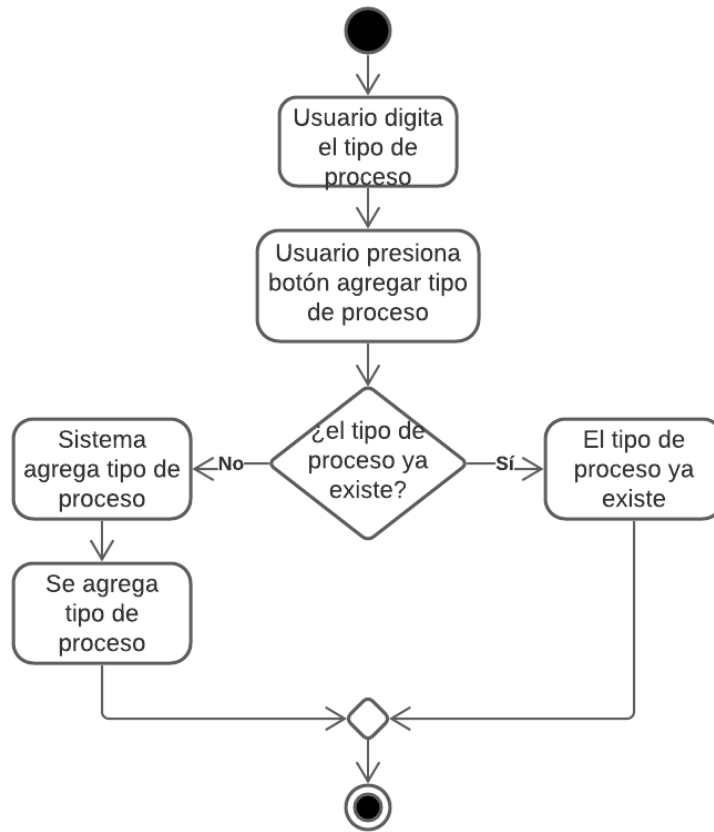 Usuario digita
el tipo de
proceso
Usuario presiona
botón agregar tipo
de proceso
¿el tipo de
proceso ya
existe?
No
Sí
Sistema
agrega tipo de
proceso
El tipo de
proceso ya
existe
Se agrega
tipo de
proceso